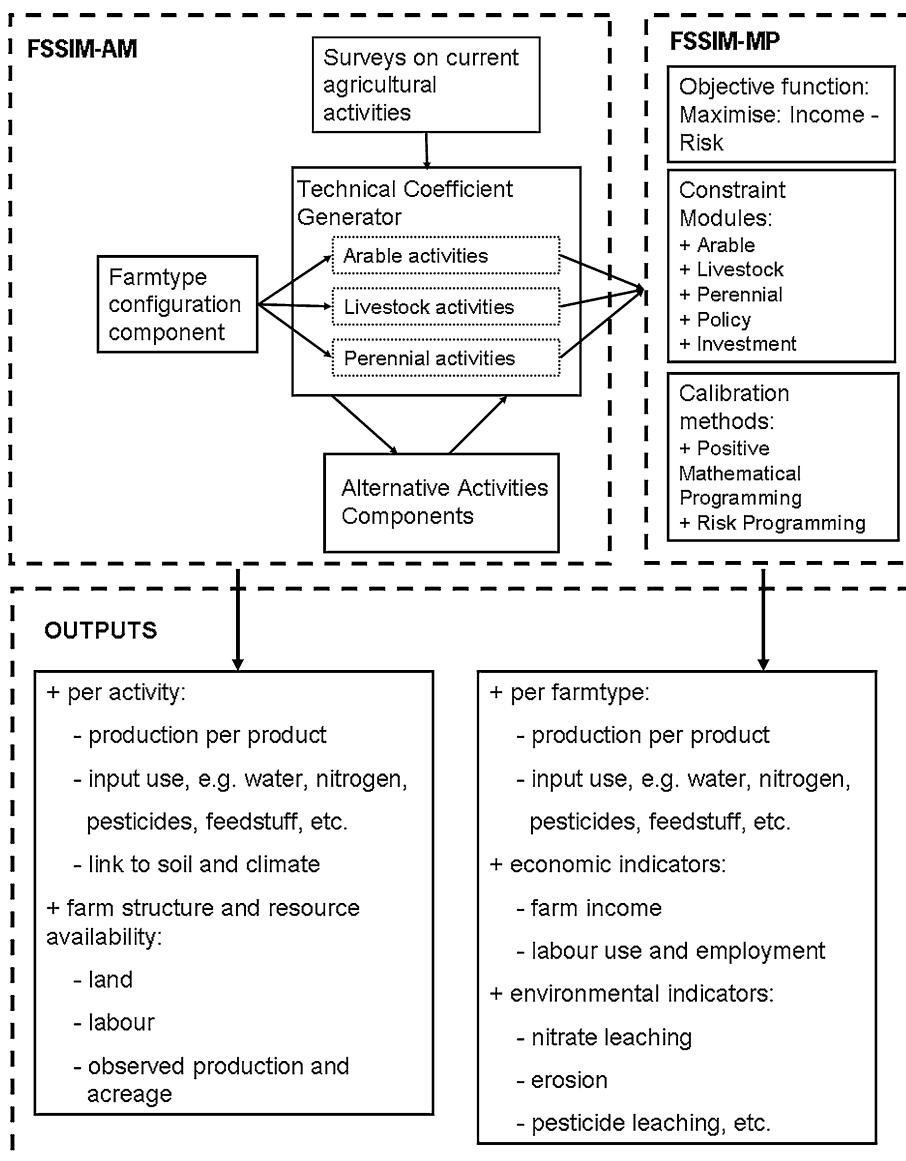 FSSIM-AM
Surveys on current
agricultural
activities
Technical Coefficient
Generator
Arable activities
Livestock activities
Perennial activities
Farmtype
configuration
component
Alternative Activities
Components
FSSIM-MP
Objective function:
Maximise: Income -
Risk
Constraint
Modules:
+ Arable
+ Livestock
+ Perennial
+ Policy
+ Investment
Calibration
methods:
+ Positive
Mathematical
Programming
+ Risk Programming
OUTPUTS
+ per activity:
- production per product
- input use, e.g. water, nitrogen,
pesticides, feedstuff, etc.
- link to soil and climate
+ farm structure and resource
availability:
- land
- labour
- observed production and
acreage
+ per farmtype:
- production per product
- input use, e.g. water, nitrogen,
pesticides, feedstuff, etc.
+ economic indicators:
- farm income
- labour use and employment
+ environmental indicators:
- nitrate leaching
- erosion
- pesticide leaching, etc.